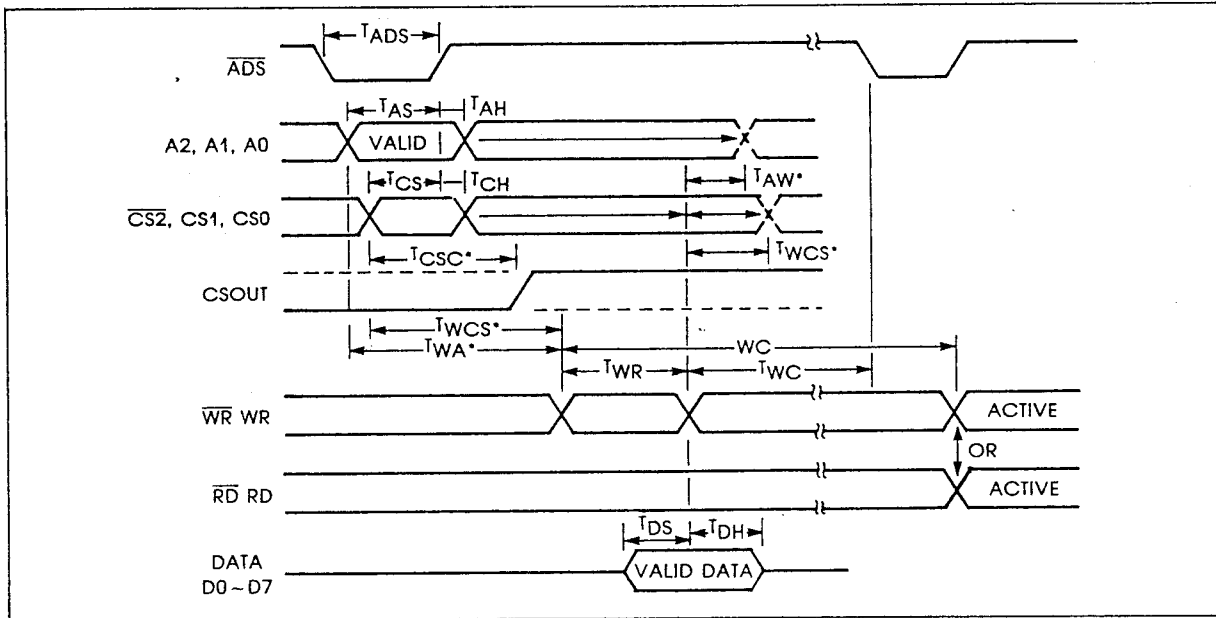 TADS
ADS
TAS TAH
A2, A1, A0 VALID
TCS TCH TAW*
CS2, CS1, CS0
TCSC* TWCS*
CSOUT
TWCS*
TWA* WC
TWR TWC
WR WR ACTIVE
OR
RD RD ACTIVE
TDS TDH
DATA VALID DATA
D0~D7